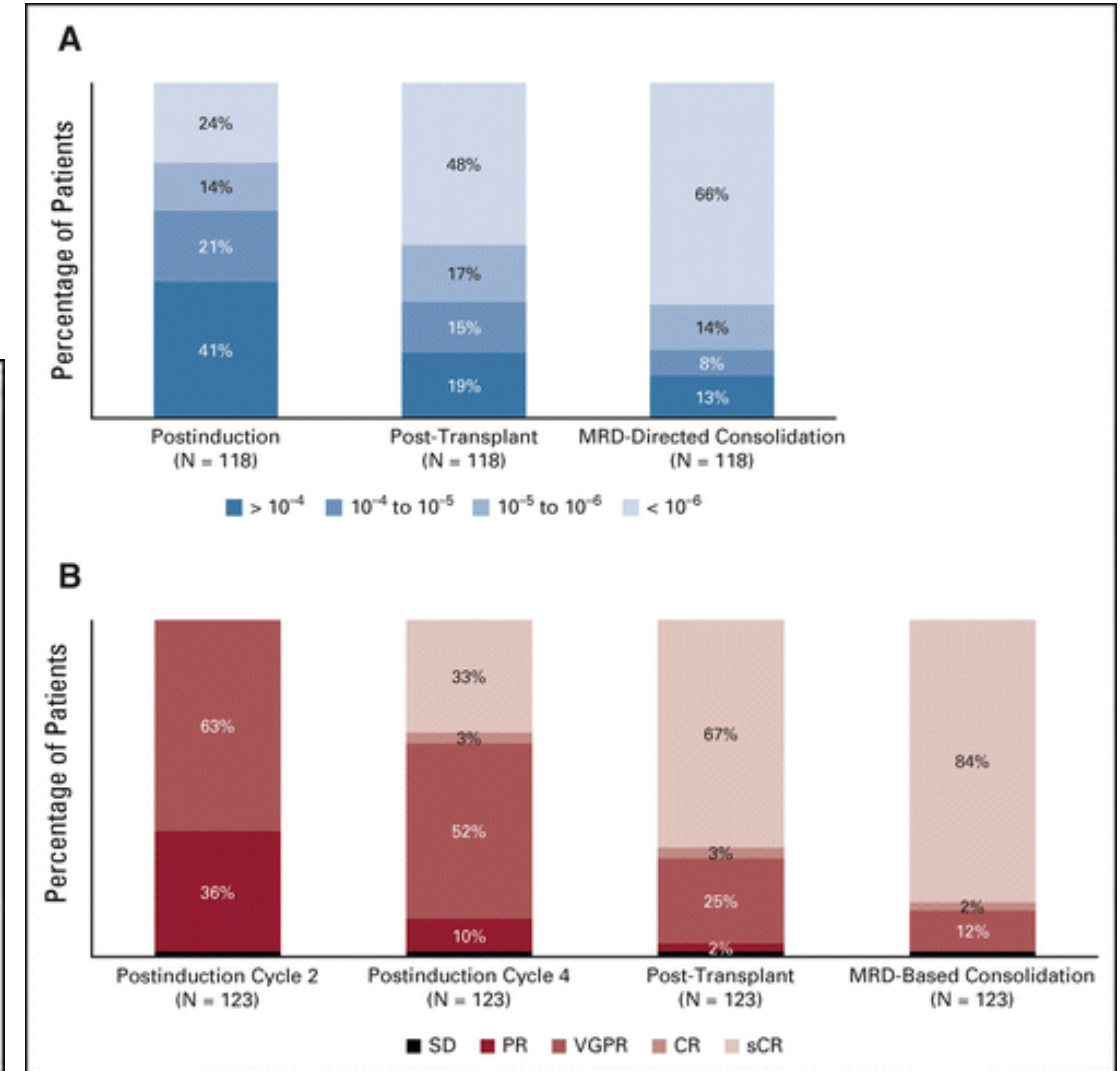 A
Percentage of Patients
24%
14%
21%
41%
48%
17%
15%
19%
66%
14%
8%
13%
Postinduction
(N = 118)
Post-Transplant
(N = 118)
MRD-Directed Consolidation
(N = 118)
> 10⁻⁴ 10⁻⁴ to 10⁻⁵ 10⁻⁵ to 10⁻⁶ < 10⁻⁶
B
Percentage of Patients
63%
36%
33%
3%
52%
10%
67%
3%
25%
2%
84%
2%
12%
Postinduction Cycle 2
(N = 123)
Postinduction Cycle 4
(N = 123)
Post-Transplant
(N = 123)
MRD-Based Consolidation
(N = 123)
SD PR VGPR CR sCR